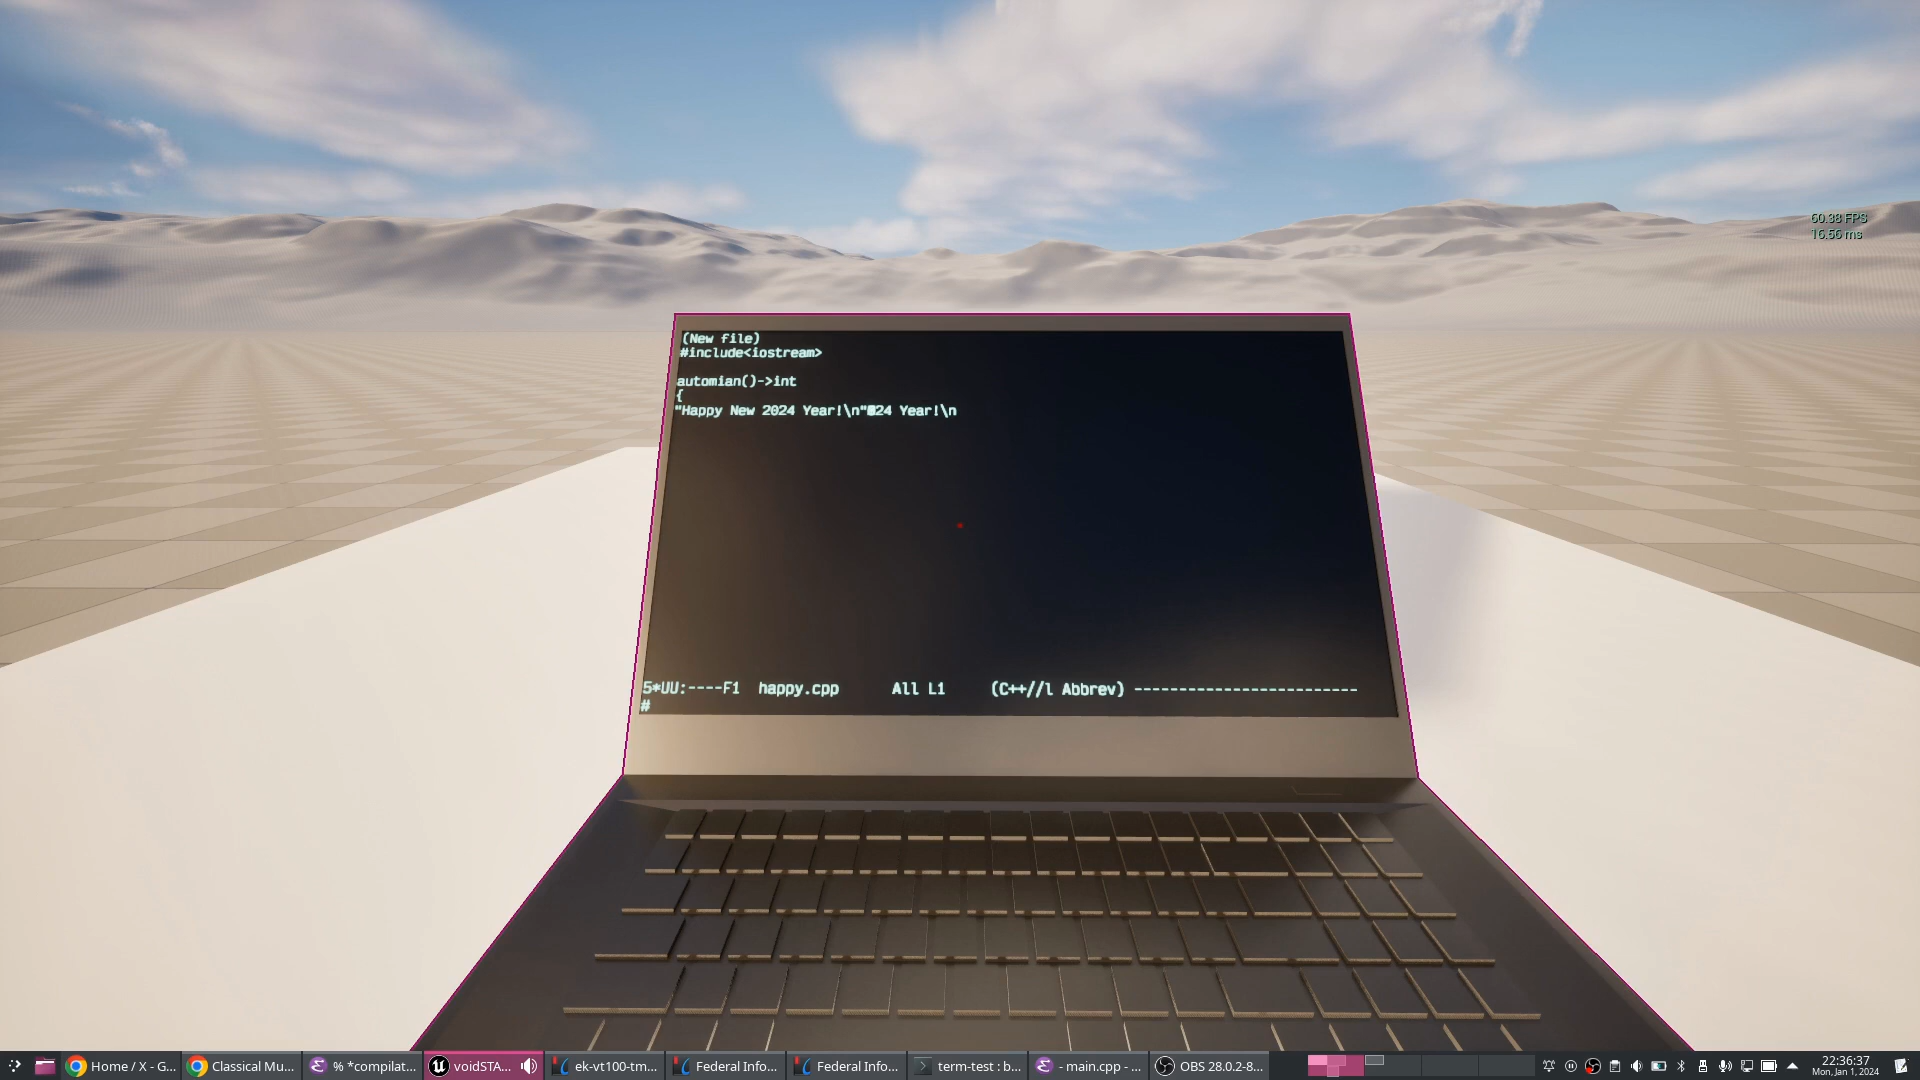 60.38 FPS
16.56 ms
(New file)
#include<iostream>
automian()->int
{
"Happy New 2024 Year!\n"24 Year!\n
5*UU:----F1 happy.cpp All L1 (C++//l Abbrev) -------------------------
#
Home / X - G...
Classical Mu...
% *compilat...
voidSTA...
ek-vt100-tm...
Federal Info...
Federal Info...
term-test : b...
- main.cpp - ...
OBS 28.0.2-8...
22:36:37
Mon, Jan 1, 2024